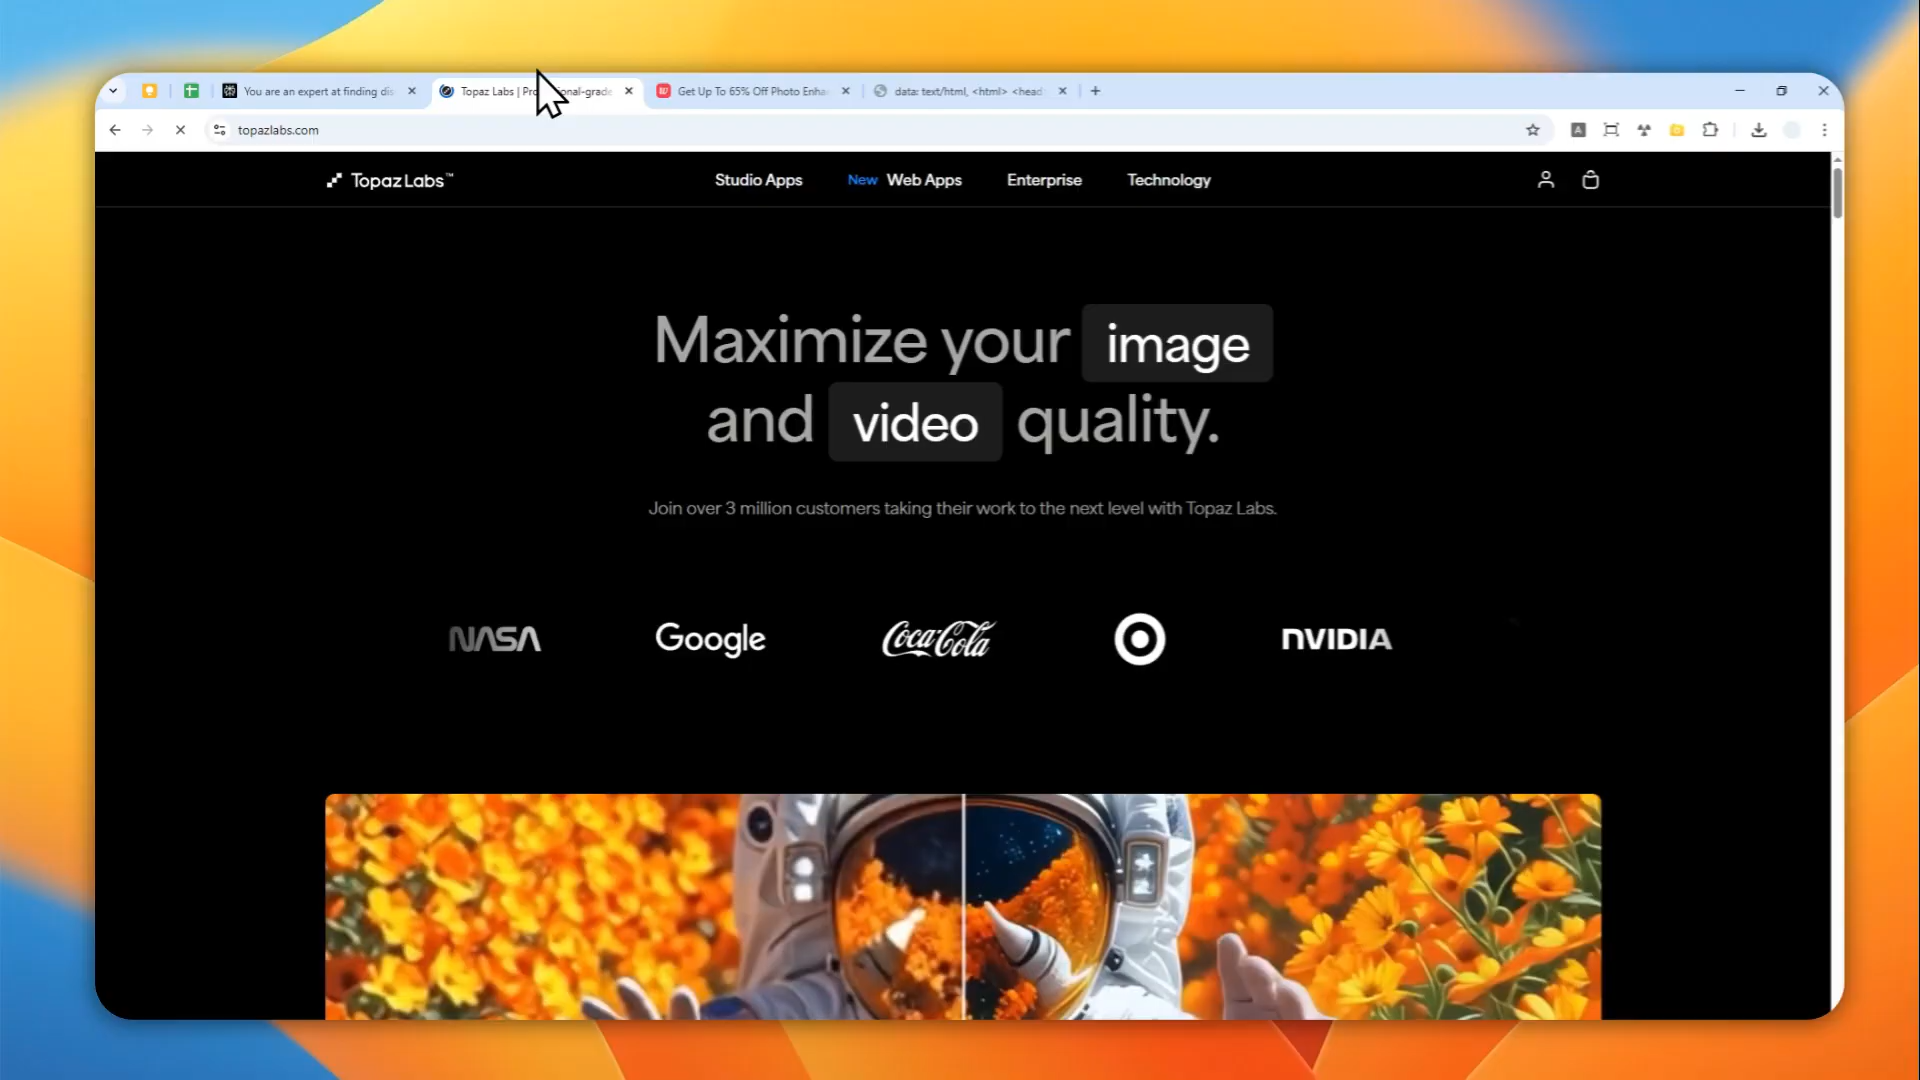 You are an expert at finding dis
Topaz Labs | Pro
onal-grade
Get Up To 65% Off Photo Enha
data: text/html, <html> <head
topazlabs.com
A
Topaz Labs™
Studio Apps
New Web Apps
Enterprise
Technology
Maximize your image
and video quality.
Join over 3 million customers taking their work to the next level with Topaz Labs.
NASA
Google
Coca-Cola
NVIDIA